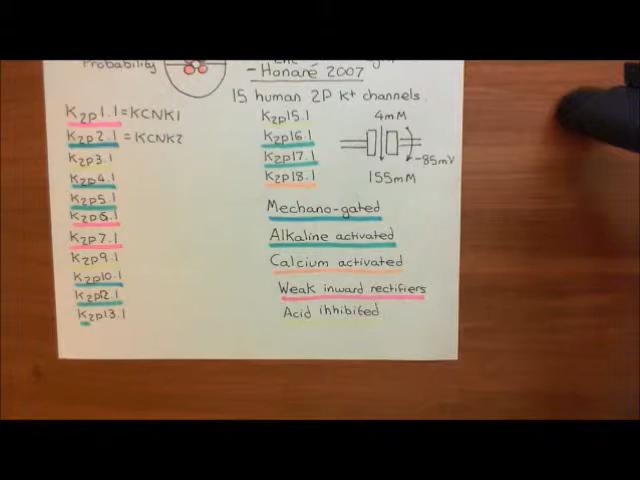 Probability
- Honaré 2007
15 human 2P K+ channels.
K2p1.1 = KCNK1
K2p2.1 = KCNK2
K2p3.1
K2p4.1
K2p5.1
K2p6.1
K2p7.1
K2p9.1
K2p10.1
K2p12.1
K2p13.1
K2p15.1
K2p16.1
K2p17.1
K2p18.1
4mM
-85mV
155mM
Mechano-gated
Alkaline activated
Calcium activated
Weak inward rectifiers
Acid inhibited